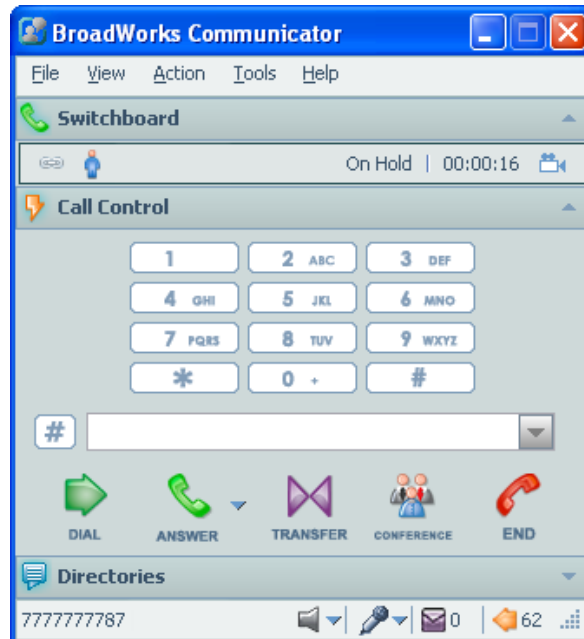 BroadWorks Communicator
File View Action Tools Help
Switchboard
On Hold | 00:00:16
Call Control
1 2 ABC 3 DEF
4 GHI 5 JKL 6 MNO
7 PQRS 8 TUV 9 WXYZ
* 0 + #
#
DIAL ANSWER TRANSFER CONFERENCE END
Directories
7777777787 0 62